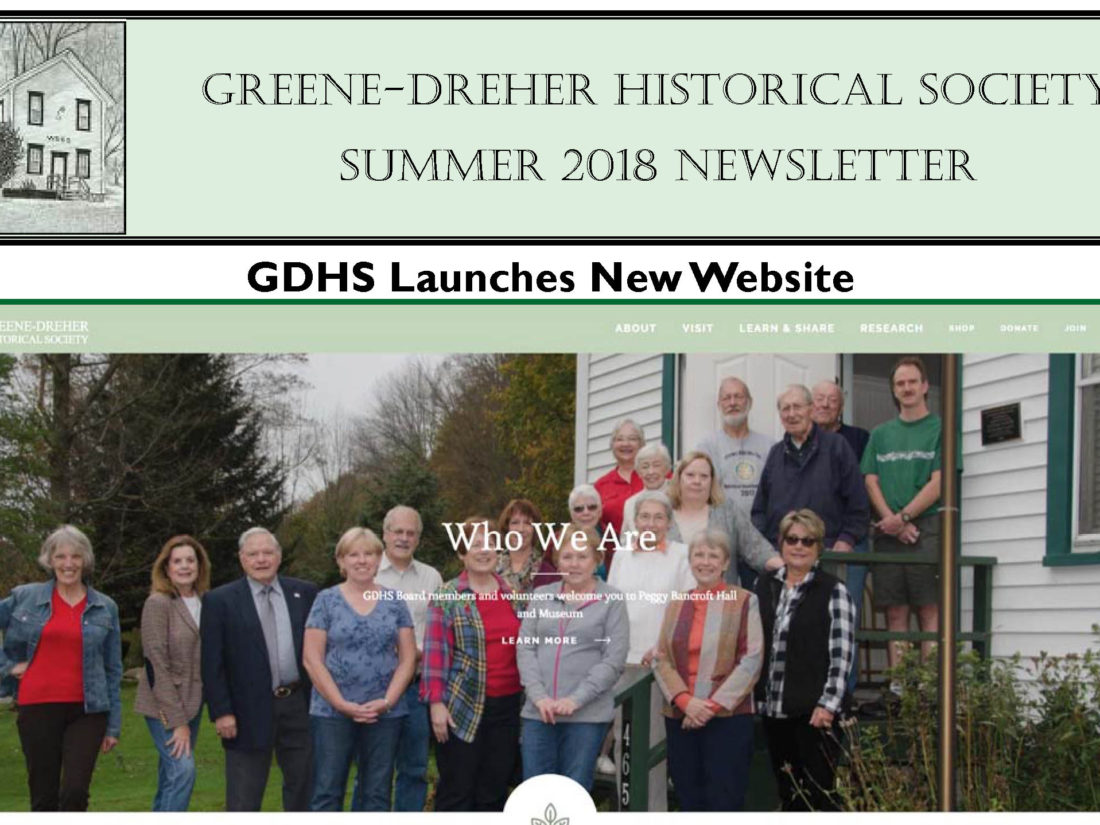 GREENE-DREHER HISTORICAL SOCIETY
SUMMER 2018 NEWSLETTER
GDHS Launches New Website
EENE-DREHER
TORICAL SOCIETY
ABOUT VISIT LEARN & SHARE RESEARCH SHOP DONATE JOIN
Who We Are
GDHS Board members and volunteers welcome you to Peggy Bancroft Hall
and Museum
LEARN MORE →
465